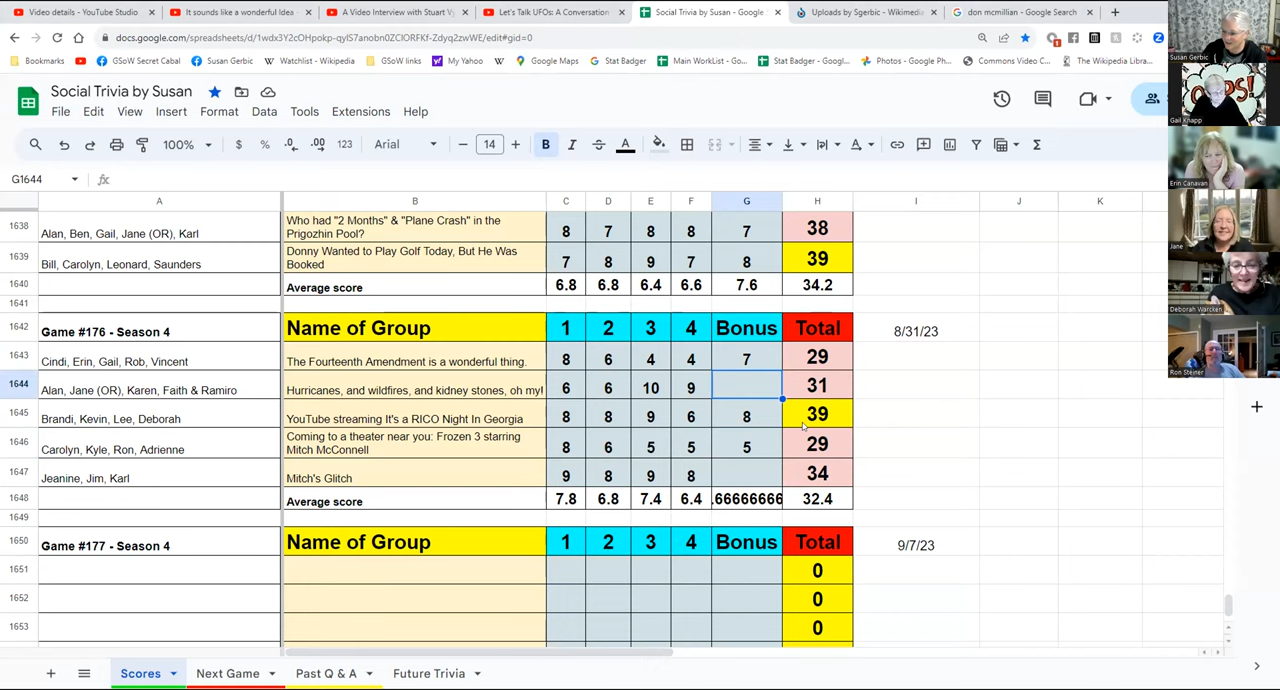 Video details - YouTube Studio
It sounds like a wonderful Idea -
A Video Interview with Stuart Vy
Let's Talk UFOs: A Conversation
Social Trivia by Susan - Google S
Uploads by Sgerbic - Wikimedia
don mcmillian - Google Search
docs.google.com/spreadsheets/d/1wdx3Y2cOHpokp-qylS7anobn0ZClORFKf-Zdyq2zwWE/edit#gid=0
Bookmarks
GSoW Secret Cabal
Susan Gerbic
Watchlist - Wikipedia
GSoW links
My Yahoo
Google Maps
Stat Badger
Main WorkList - Go...
Stat Badger - Googl...
Photos - Google Ph...
Commons Video C...
The Wikipedia Libra...
Social Trivia by Susan
File Edit View Insert Format Data Tools Extensions Help
100% $ % .0 .00 123 Arial 14 B I A
G1644 fx
A B C D E F G H I J K
1638 Alan, Ben, Gail, Jane (OR), Karl Who had "2 Months" & "Plane Crash" in the Prigozhin Pool? 8 7 8 8 7 38
1639 Bill, Carolyn, Leonard, Saunders Donny Wanted to Play Golf Today, But He Was Booked 7 8 9 7 8 39
1640 Average score 6.8 6.8 6.4 6.6 7.6 34.2
1641
1642 Game #176 - Season 4 Name of Group 1 2 3 4 Bonus Total 8/31/23
1643 Cindi, Erin, Gail, Rob, Vincent The Fourteenth Amendment is a wonderful thing. 8 6 4 4 7 29
1644 Alan, Jane (OR), Karen, Faith & Ramiro Hurricanes, and wildfires, and kidney stones, oh my! 6 6 10 9 31
1645 Brandi, Kevin, Lee, Deborah YouTube streaming It's a RICO Night In Georgia 8 8 9 6 8 39
1646 Carolyn, Kyle, Ron, Adrienne Coming to a theater near you: Frozen 3 starring Mitch McConnell 8 6 5 5 5 29
1647 Jeanine, Jim, Karl Mitch's Glitch 9 8 9 8 34
1648 Average score 7.8 6.8 7.4 6.4 .66666666 32.4
1649
1650 Game #177 - Season 4 Name of Group 1 2 3 4 Bonus Total 9/7/23
1651 0
1652 0
1653 0
Scores
Next Game
Past Q & A
Future Trivia
Susan Gerbic
OOPS!
Gail Knapp
Erin Canavan
Jane
Deborah Warcken
Ron Steiner